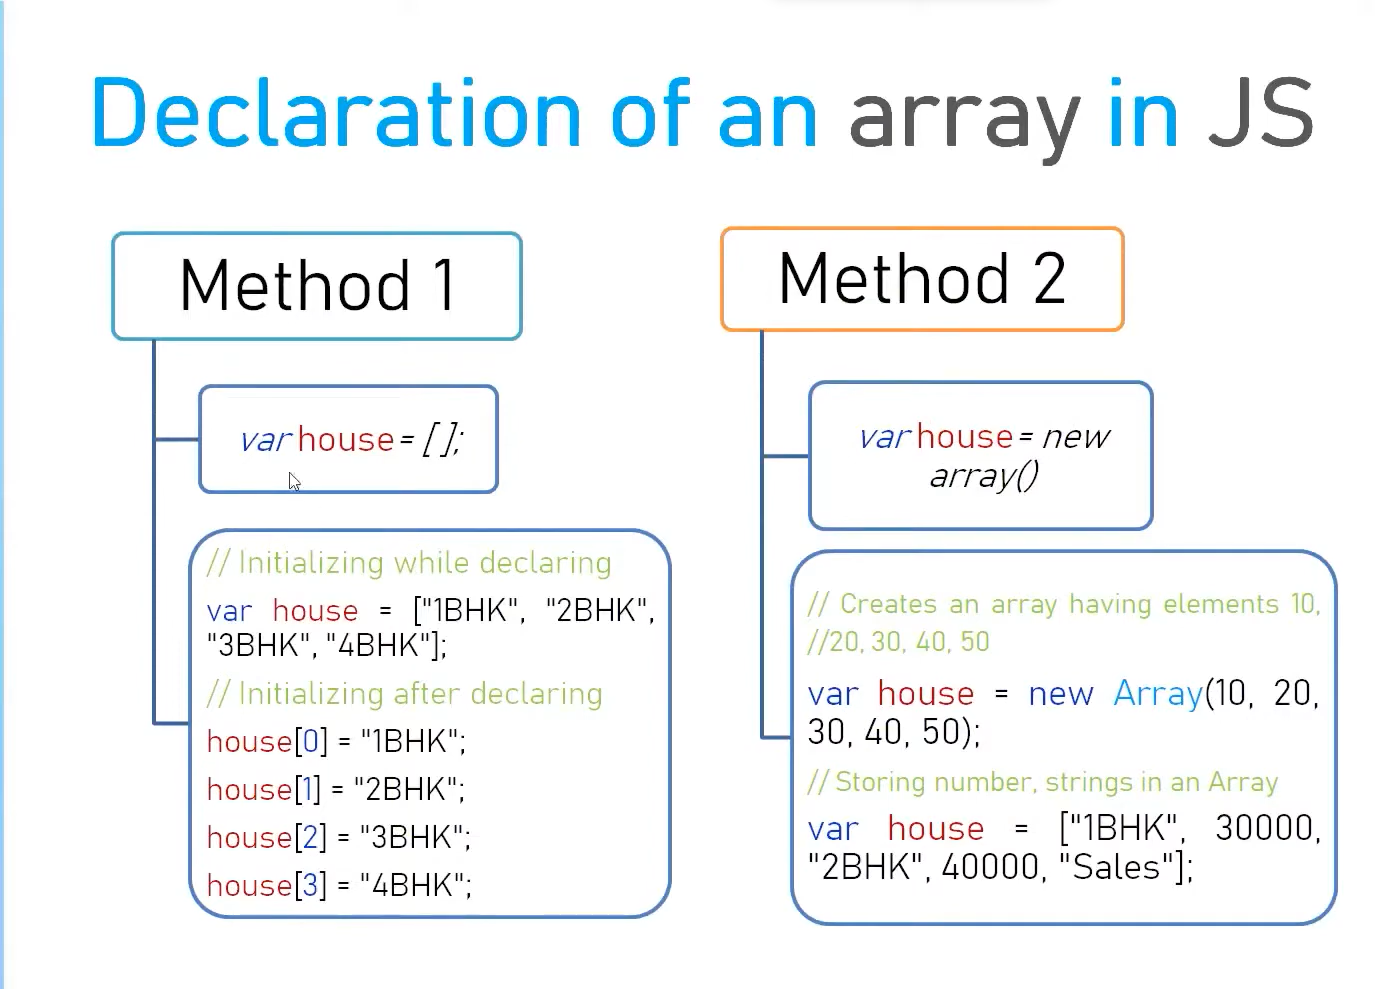 Declaration of an array in JS
Method 1
var house = [ ];
// Initializing while declaring
var house = ["1BHK", "2BHK",
"3BHK", "4BHK"];
// Initializing after declaring
house[0] = "1BHK";
house[1] = "2BHK";
house[2] = "3BHK";
house[3] = "4BHK";
Method 2
var house = new
array()
// Creates an array having elements 10,
//20, 30, 40, 50
var house = new Array(10, 20,
30, 40, 50);
// Storing number, strings in an Array
var house = ["1BHK", 30000,
"2BHK", 40000, "Sales"];